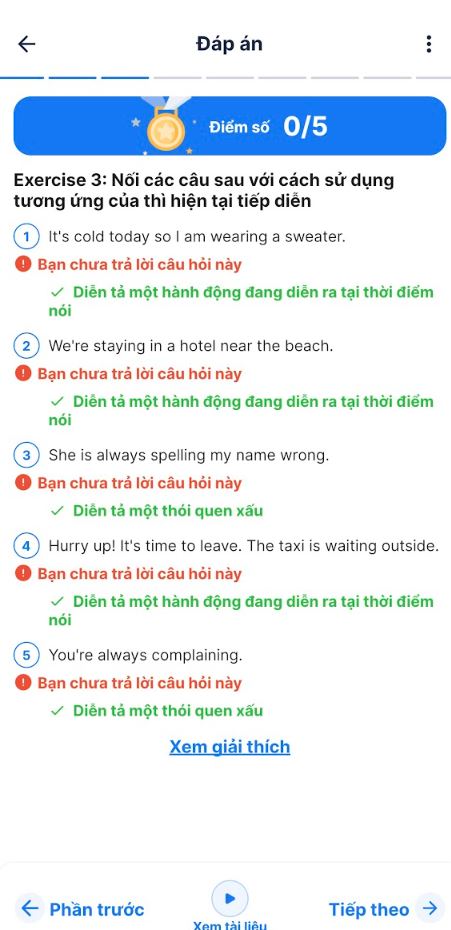 Đáp án
Điểm số 0/5
Exercise 3: Nối các câu sau với cách sử dụng
tương ứng của thì hiện tại tiếp diễn
1 It's cold today so I am wearing a sweater.
! Bạn chưa trả lời câu hỏi này
✓ Diễn tả một hành động đang diễn ra tại thời điểm
nói
2 We're staying in a hotel near the beach.
! Bạn chưa trả lời câu hỏi này
✓ Diễn tả một hành động đang diễn ra tại thời điểm
nói
3 She is always spelling my name wrong.
! Bạn chưa trả lời câu hỏi này
✓ Diễn tả một thói quen xấu
4 Hurry up! It's time to leave. The taxi is waiting outside.
! Bạn chưa trả lời câu hỏi này
✓ Diễn tả một hành động đang diễn ra tại thời điểm
nói
5 You're always complaining.
! Bạn chưa trả lời câu hỏi này
✓ Diễn tả một thói quen xấu
Xem giải thích
Phần trước
Xem tài liệu
Tiếp theo